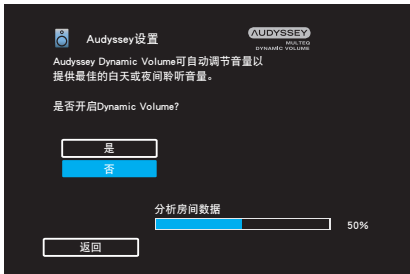 Audyssey设置
AUDYSSEY
MULTEQ
DYNAMIC VOLUME
Audyssey Dynamic Volume可自动调节音量以
提供最佳的白天或夜间聆听音量。
是否开启Dynamic Volume?
是
否
分析房间数据
50%
返回